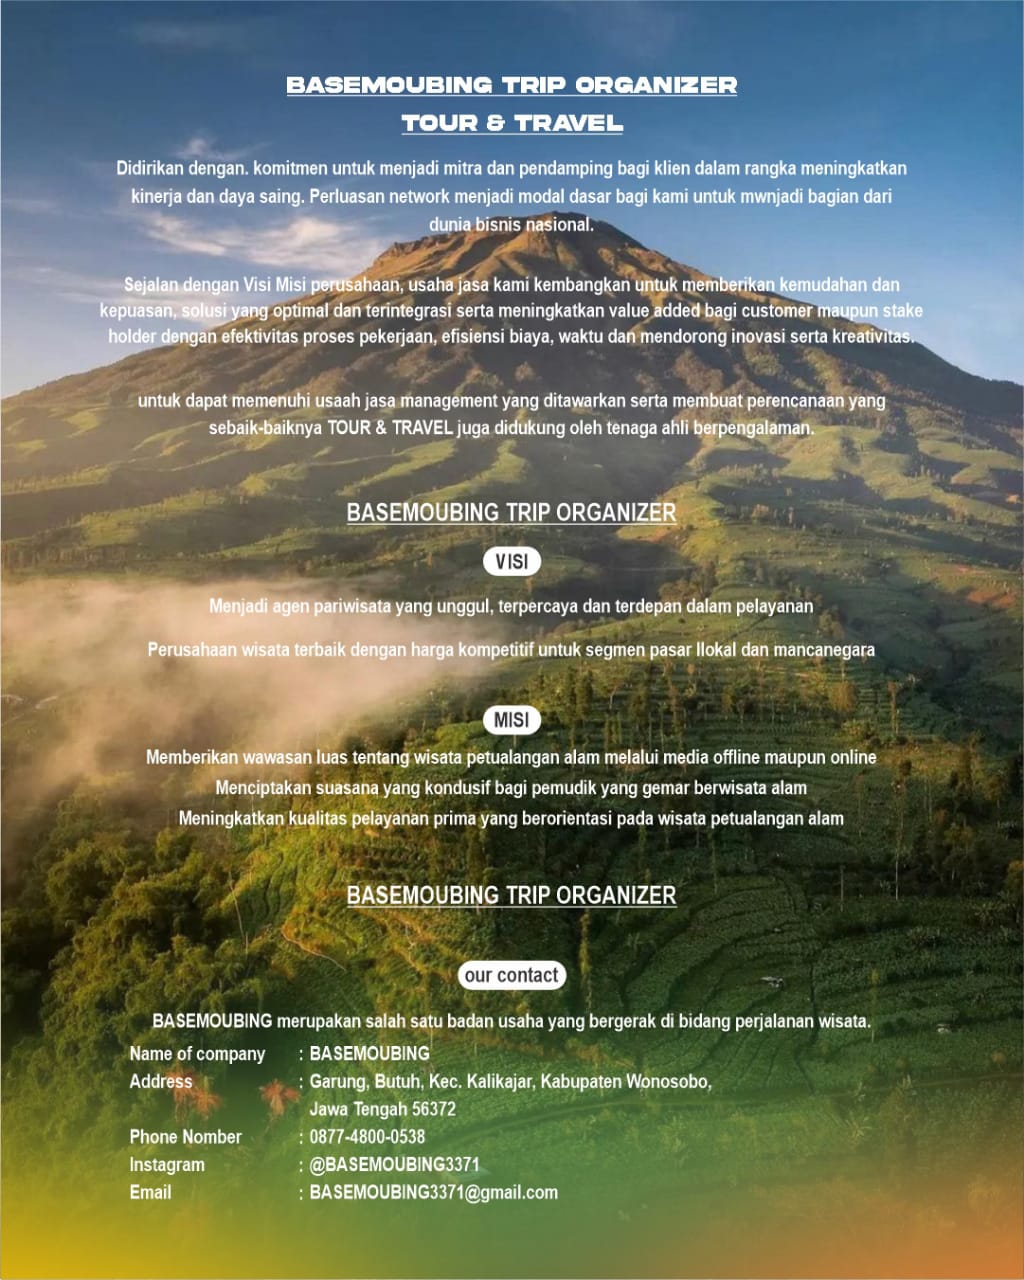 BASEMOUBING TRIP ORGANIZER
TOUR & TRAVEL
Didirikan dengan. komitmen untuk menjadi mitra dan pendamping bagi klien dalam rangka meningkatkan
kinerja dan daya saing. Perluasan network menjadi modal dasar bagi kami untuk mwnjadi bagian dari
dunia bisnis nasional.
Sejalan dengan Visi Misi perusahaan, usaha jasa kami kembangkan untuk memberikan kemudahan dan
kepuasan, solusi yang optimal dan terintegrasi serta meningkatkan value added bagi customer maupun stake
holder dengan efektivitas proses pekerjaan, efisiensi biaya, waktu dan mendorong inovasi serta kreativitas.
untuk dapat memenuhi usaah jasa management yang ditawarkan serta membuat perencanaan yang
sebaik-baiknya TOUR & TRAVEL juga didukung oleh tenaga ahli berpengalaman.
BASEMOUBING TRIP ORGANIZER
VISI
Menjadi agen pariwisata yang unggul, terpercaya dan terdepan dalam pelayanan
Perusahaan wisata terbaik dengan harga kompetitif untuk segmen pasar llokal dan mancanegara
MISI
Memberikan wawasan luas tentang wisata petualangan alam melalui media offline maupun online
Menciptakan suasana yang kondusif bagi pemudik yang gemar berwisata alam
Meningkatkan kualitas pelayanan prima yang berorientasi pada wisata petualangan alam
BASEMOUBING TRIP ORGANIZER
our contact
BASEMOUBING merupakan salah satu badan usaha yang bergerak di bidang perjalanan wisata.
Name of company : BASEMOUBING
Address : Garung, Butuh, Kec. Kalikajar, Kabupaten Wonosobo,
Jawa Tengah 56372
Phone Nomber : 0877-4800-0538
Instagram : @BASEMOUBING3371
Email : BASEMOUBING3371@gmail.com